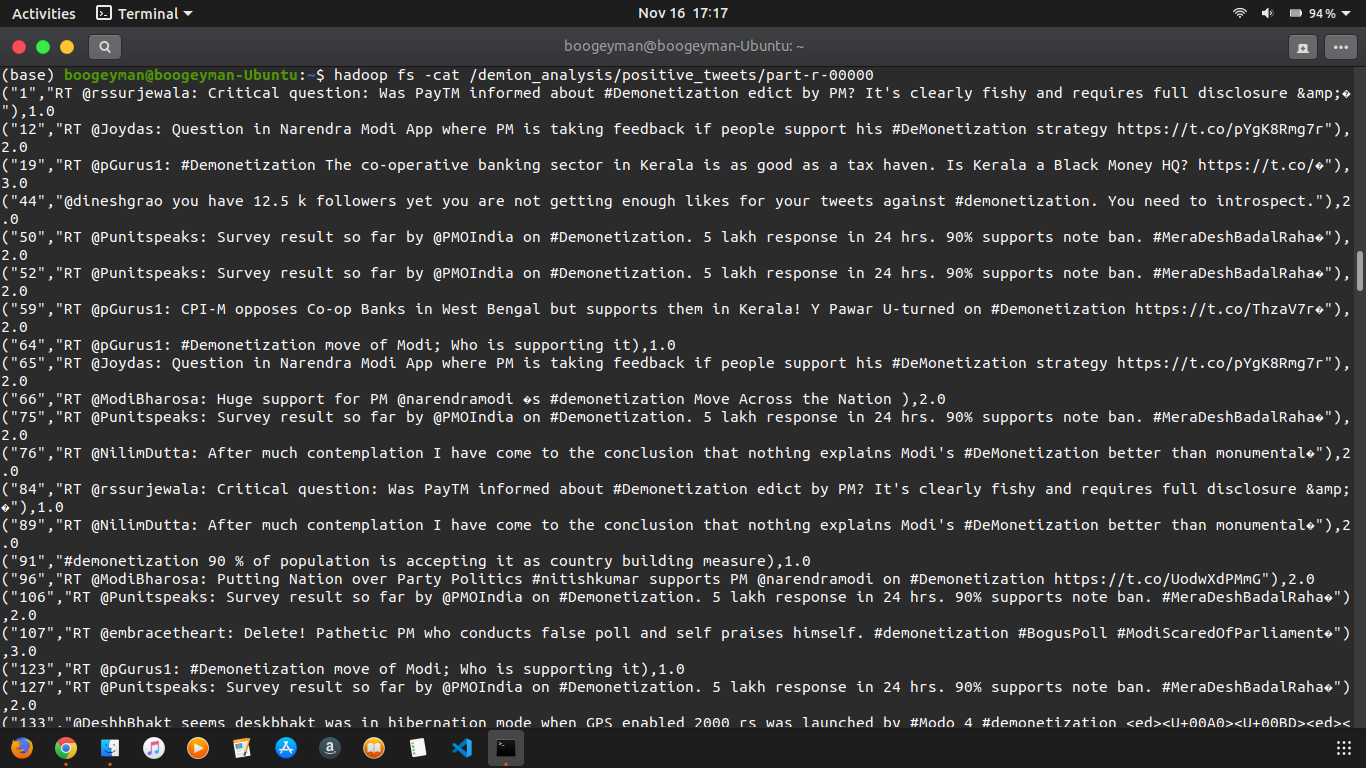 Activities
Terminal
Nov 16 17:17
94%
boogeyman@boogeyman-Ubuntu: ~
(base) boogeyman@boogeyman-Ubuntu:~$ hadoop fs -cat /demion_analysis/positive_tweets/part-r-00000
("1","RT @rssurjewala: Critical question: Was PayTM informed about #Demonetization edict by PM? It's clearly fishy and requires full disclosure &amp;�
"),1.0
("12","RT @Joydas: Question in Narendra Modi App where PM is taking feedback if people support his #DeMonetization strategy https://t.co/pYgK8Rmg7r"),
2.0
("19","RT @pGurus1: #Demonetization The co-operative banking sector in Kerala is as good as a tax haven. Is Kerala a Black Money HQ? https://t.co/�"),
3.0
("44","@dineshgrao you have 12.5 k followers yet you are not getting enough likes for your tweets against #demonetization. You need to introspect."),2
.0
("50","RT @Punitspeaks: Survey result so far by @PMOIndia on #Demonetization. 5 lakh response in 24 hrs. 90% supports note ban. #MeraDeshBadalRaha�"),
2.0
("52","RT @Punitspeaks: Survey result so far by @PMOIndia on #Demonetization. 5 lakh response in 24 hrs. 90% supports note ban. #MeraDeshBadalRaha�"),
2.0
("59","RT @pGurus1: CPI-M opposes Co-op Banks in West Bengal but supports them in Kerala! Y Pawar U-turned on #Demonetization https://t.co/ThzaV7r�"),
2.0
("64","RT @pGurus1: #Demonetization move of Modi; Who is supporting it),1.0
("65","RT @Joydas: Question in Narendra Modi App where PM is taking feedback if people support his #DeMonetization strategy https://t.co/pYgK8Rmg7r"),
2.0
("66","RT @ModiBharosa: Huge support for PM @narendramodi �s #demonetization Move Across the Nation ),2.0
("75","RT @Punitspeaks: Survey result so far by @PMOIndia on #Demonetization. 5 lakh response in 24 hrs. 90% supports note ban. #MeraDeshBadalRaha�"),
2.0
("76","RT @NilimDutta: After much contemplation I have come to the conclusion that nothing explains Modi's #DeMonetization better than monumental�"),2
.0
("84","RT @rssurjewala: Critical question: Was PayTM informed about #Demonetization edict by PM? It's clearly fishy and requires full disclosure &amp;
�"),1.0
("89","RT @NilimDutta: After much contemplation I have come to the conclusion that nothing explains Modi's #DeMonetization better than monumental�"),2
.0
("91","#demonetization 90 % of population is accepting it as country building measure),1.0
("96","RT @ModiBharosa: Putting Nation over Party Politics #nitishkumar supports PM @narendramodi on #Demonetization https://t.co/UodwXdPMmG"),2.0
("106","RT @Punitspeaks: Survey result so far by @PMOIndia on #Demonetization. 5 lakh response in 24 hrs. 90% supports note ban. #MeraDeshBadalRaha�")
,2.0
("107","RT @embracetheart: Delete! Pathetic PM who conducts false poll and self praises himself. #demonetization #BogusPoll #ModiScaredOfParliament�")
,3.0
("123","RT @pGurus1: #Demonetization move of Modi; Who is supporting it),1.0
("127","RT @Punitspeaks: Survey result so far by @PMOIndia on #Demonetization. 5 lakh response in 24 hrs. 90% supports note ban. #MeraDeshBadalRaha�")
,2.0
("133","@DeshhBhakt seems deskbhakt was in hibernation mode when GPS enabled 2000 rs was launched by #Modo 4 #demonetization <ed><U+00A0><U+00BD><ed><